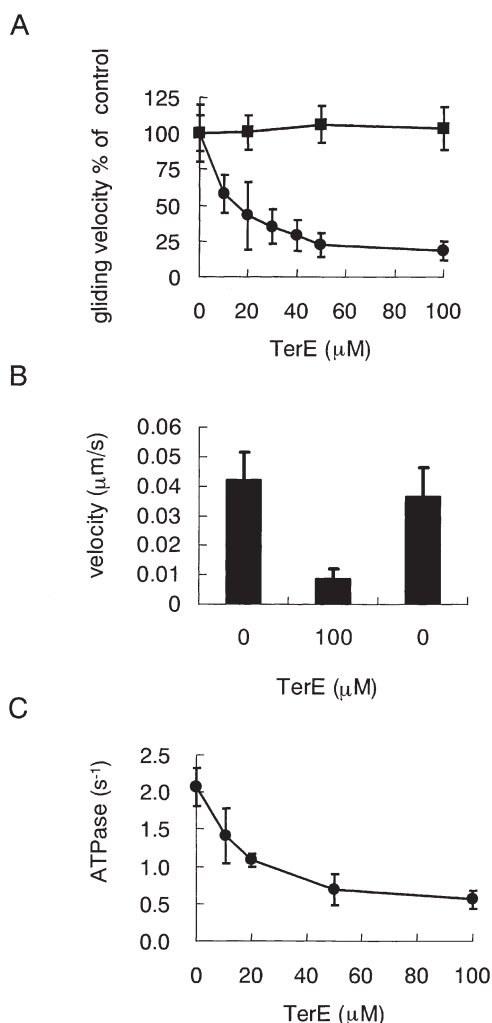 A
gliding velocity % of control
125
100
75
50
25
0
0 20 40 60 80 100
TerE (μM)
B
velocity (μm/s)
0.06
0.05
0.04
0.03
0.02
0.01
0
0 100 0
TerE (μM)
C
ATPase (s⁻¹)
2.5
2.0
1.5
1.0
0.5
0.0
0 20 40 60 80 100
TerE (μM)